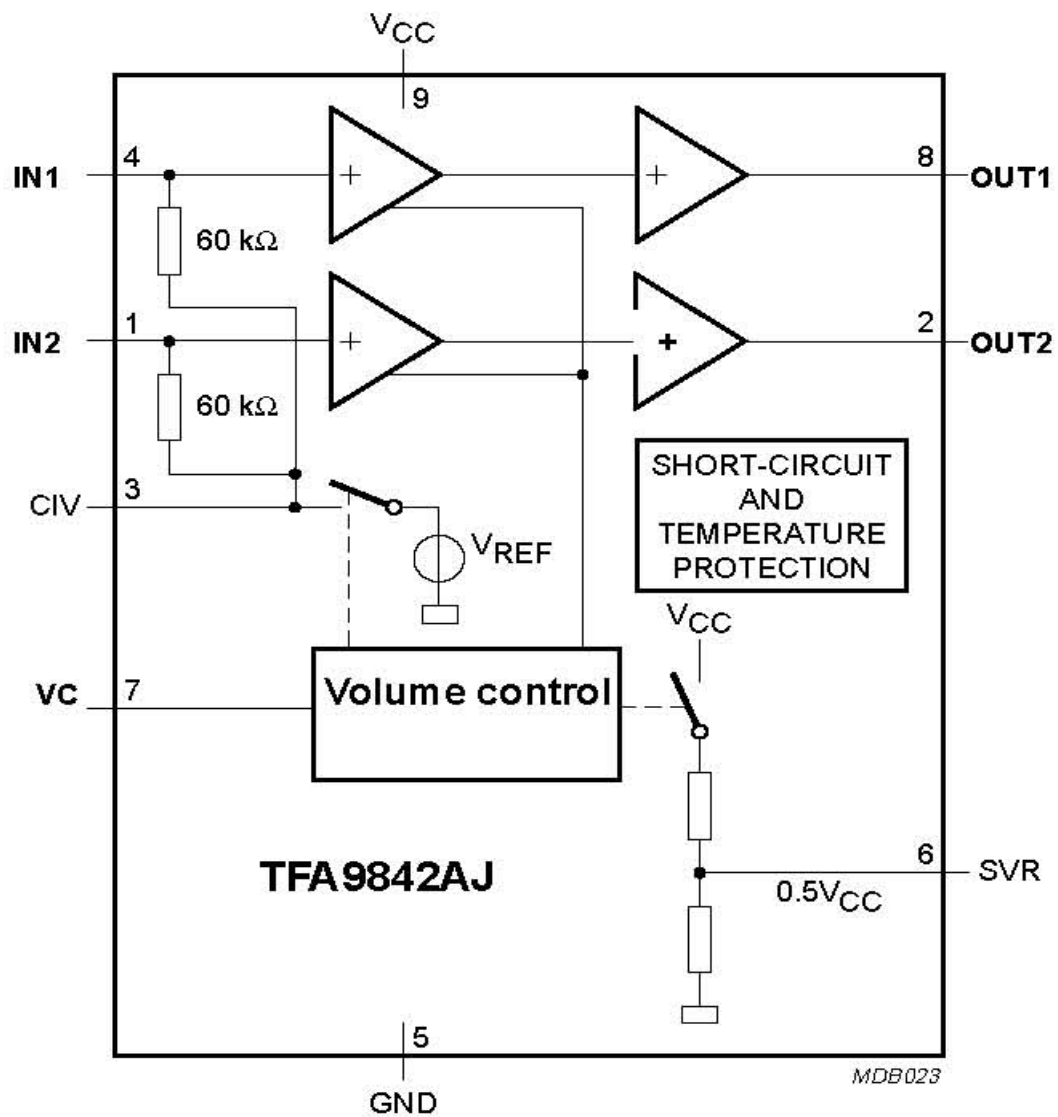 VCC
9
4
8
IN1
OUT1
+
+
60 kΩ
1
2
IN2
OUT2
+
+
60 kΩ
SHORT-CIRCUIT
AND
TEMPERATURE
PROTECTION
3
CIV
VREF
VCC
VC
7
Volume control
TFA9842AJ
6
SVR
0.5VCC
5
GND
MDB023